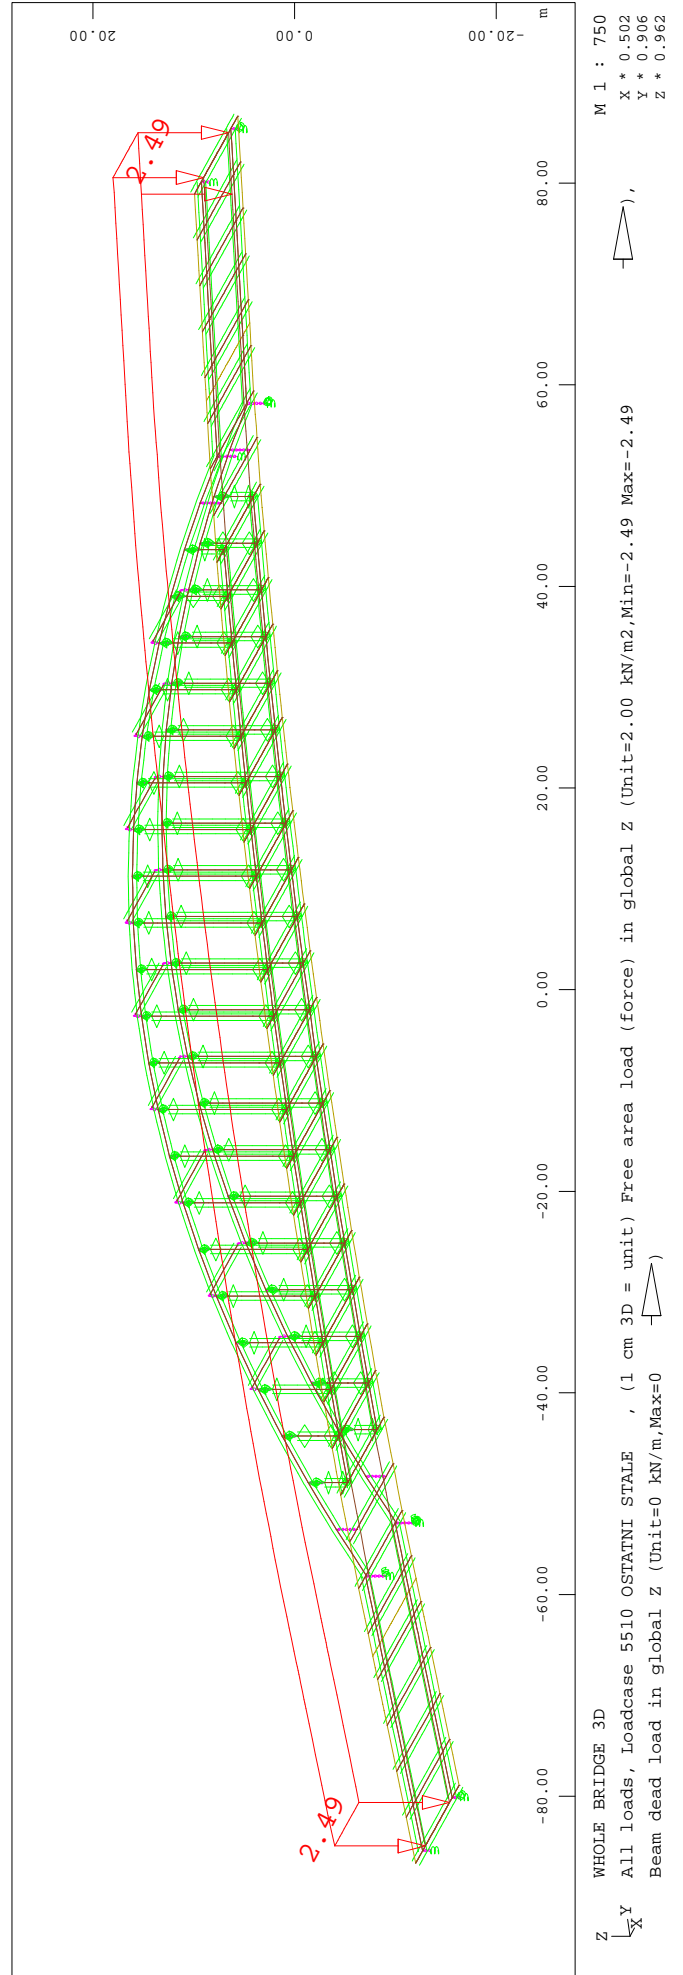 20.00
0.00
-20.00
m
2.49
2.49
m
m
m
m
m
m
m
m
-80.00
-60.00
-40.00
-20.00
0.00
20.00
40.00
60.00
80.00
Z
Y
X
WHOLE BRIDGE 3D
All loads, Loadcase 5510 OSTATNI STALE , (1 cm 3D = unit) Free area load (force) in global Z (Unit=2.00 kN/m2,Min=-2.49 Max=-2.49
),
Beam dead load in global Z (Unit=0 kN/m,Max=0 )
M 1 : 750
X * 0.502
Y * 0.906
Z * 0.962